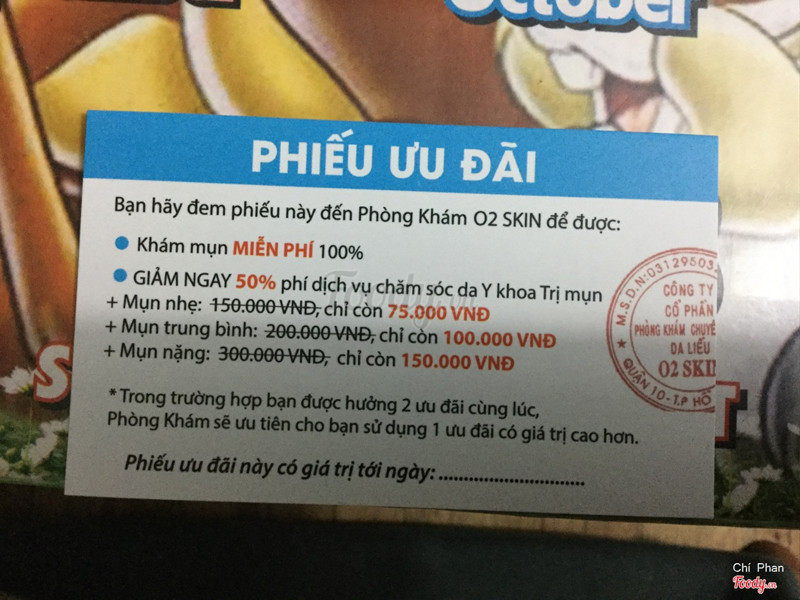 October
PHIẾU ƯU ĐÃI
Bạn hãy đem phiếu này đến Phòng Khám O2 SKIN để được:
Khám mụn MIỄN PHÍ 100%
GIẢM NGAY 50% phí dịch vụ chăm sóc da Y khoa Trị mụn
+ Mụn nhẹ: 150.000 VNĐ, chỉ còn 75.000 VNĐ
+ Mụn trung bình: 200.000 VNĐ, chỉ còn 100.000 VNĐ
+ Mụn nặng: 300.000 VNĐ, chỉ còn 150.000 VNĐ
* Trong trường hợp bạn được hưởng 2 ưu đãi cùng lúc,
Phòng Khám sẽ ưu tiên cho bạn sử dụng 1 ưu đãi có giá trị cao hơn.
Phiếu ưu đãi này có giá trị tới ngày: ..............................
M.S.D.N:03129503
CÔNG TY
CỔ PHẦN
PHÒNG KHÁM CHUYÊ
DA LIỄU
O2 SKIN
QUẬN 10-T.P HỒ
Foody.vn
Chí Phan
Foody.vn